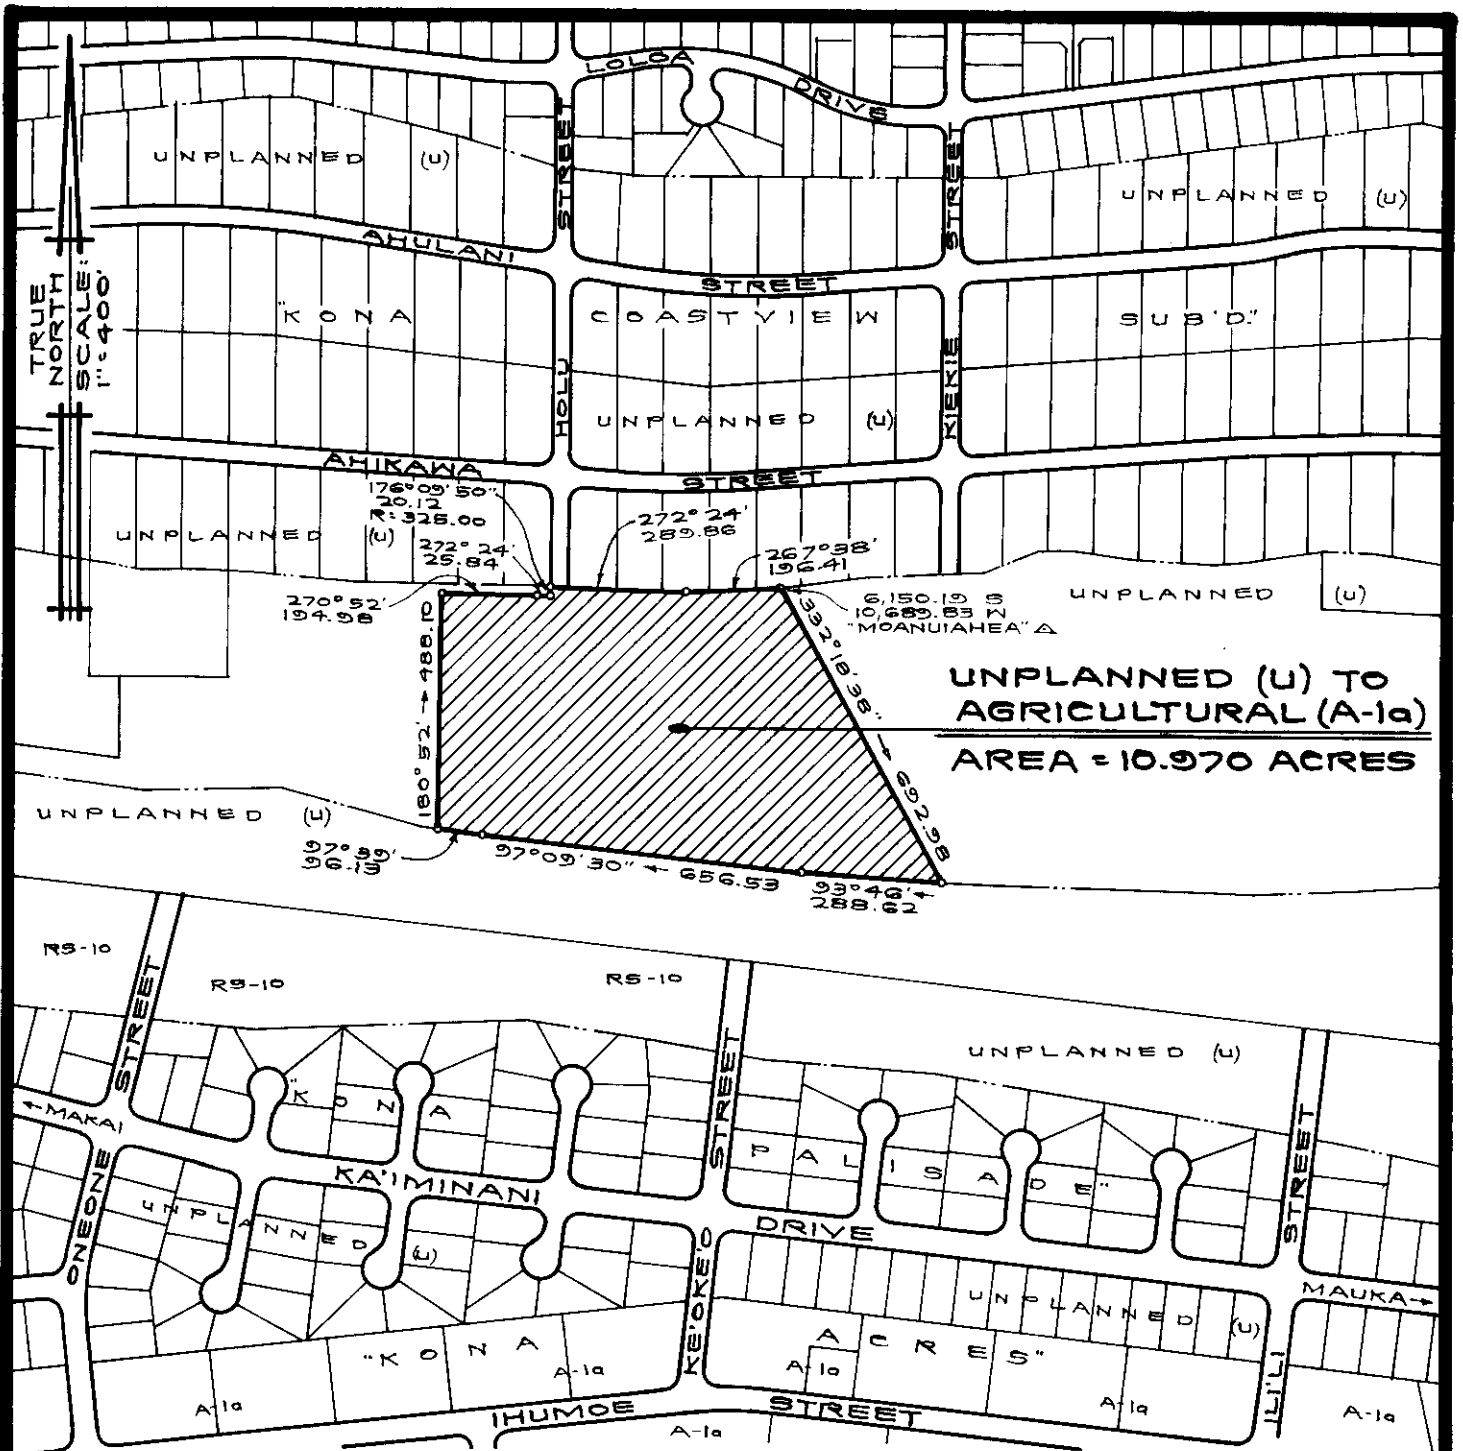 LOLOA
DRIVE
STREET
STREET
UNPLANNED (U)
UNPLANNED (U)
AHULANI
STREET
TRUE
NORTH
SCALE:
1"=400'
"KONA
COASTVIEW
SUB'D."
HOLU
KIEKIE
UNPLANNED (U)
AHIKAWA
STREET
176°09'50"
20.12
R=325.00
UNPLANNED (U)
272°24'
25.84
272°24'
289.86
267°38'
196.41
270°52'
194.98
6,150.19 S
10,689.83 W
"MOANUIAHEA" △
UNPLANNED (U)
180°52' → 488.10
332°18'38" → 692.98
UNPLANNED (U) TO
AGRICULTURAL (A-1a)
AREA = 10.970 ACRES
UNPLANNED (U)
97°39'
96.13
97°09'30" ← 656.53
93°46' ←
288.62
RS-10
RS-10
RS-10
STREET
STREET
STREET
UNPLANNED (U)
←MAKAI
"KONA
PALISADE"
ONEONE
KA'IMINANI
DRIVE
UNPLANNED (U)
KE'OKE'O
MAUKA→
UNPLANNED (U)
"KONA
ACRES"
A-1a
A-1a
A-1a
A-1a
A-1a
ILI'LI
IHUMOE
STREET
A-1a